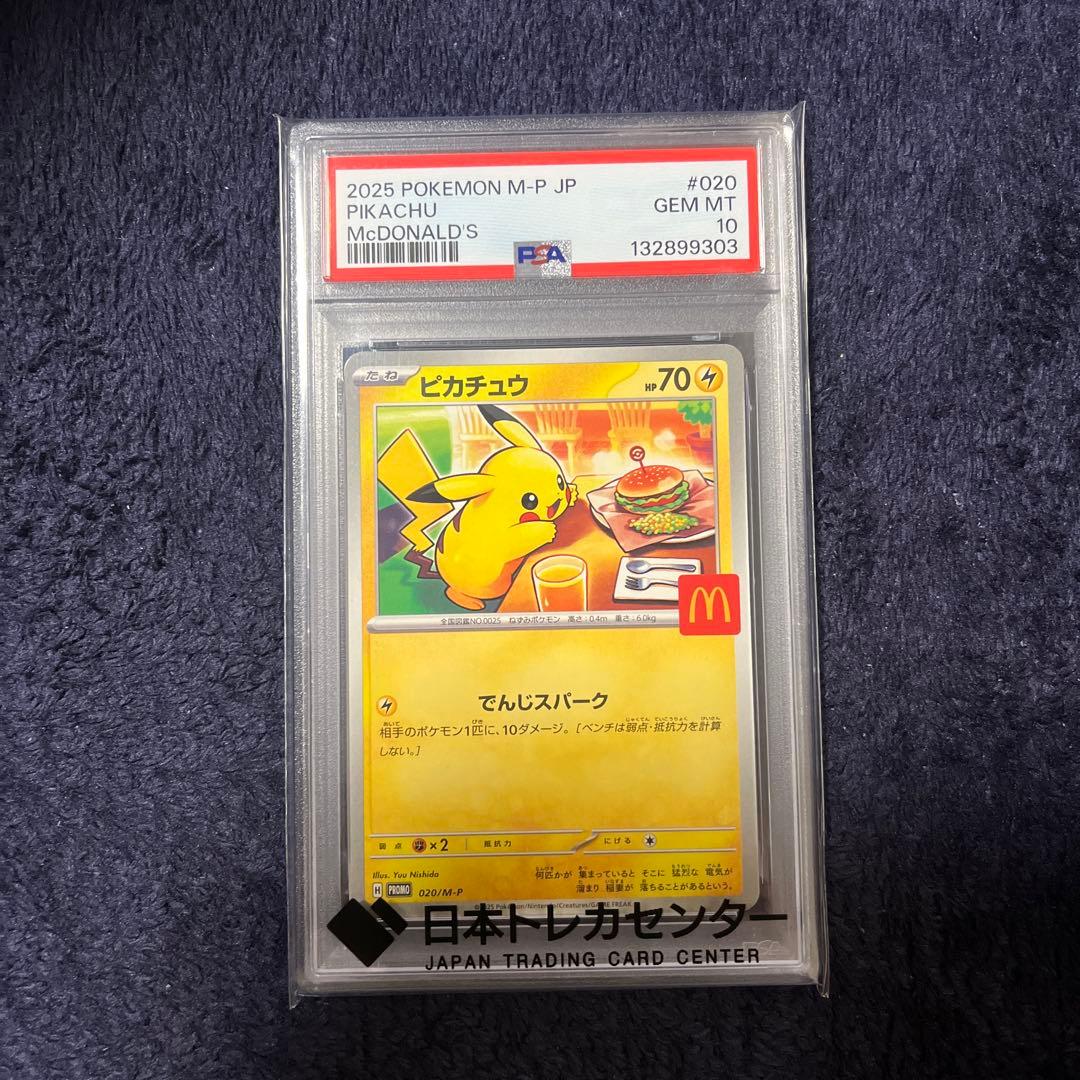 2025 POKEMON M-P JP #020
PIKACHU GEM MT
McDONALD'S 10
PSA 132899303
たね ピカチュウ HP70
M
全国図鑑NO.0025 ねずみポケモン 高さ:0.4m 重さ:6.0kg
でんじスパーク
相手のポケモン1匹に、10ダメージ。[ベンチは弱点・抵抗力を計算
しない。]
弱点 ×2 抵抗力 にげる
Illus. Yuu Nishida
何匹かが 集まっていると そこに 猛烈な 電気が
溜まり 稲妻が 落ちることがあるという。
H PROMO 020/M-P
©2025 Pokémon/Nintendo/Creatures/GAME FREAK
日本トレカセンター
JAPAN TRADING CARD CENTER